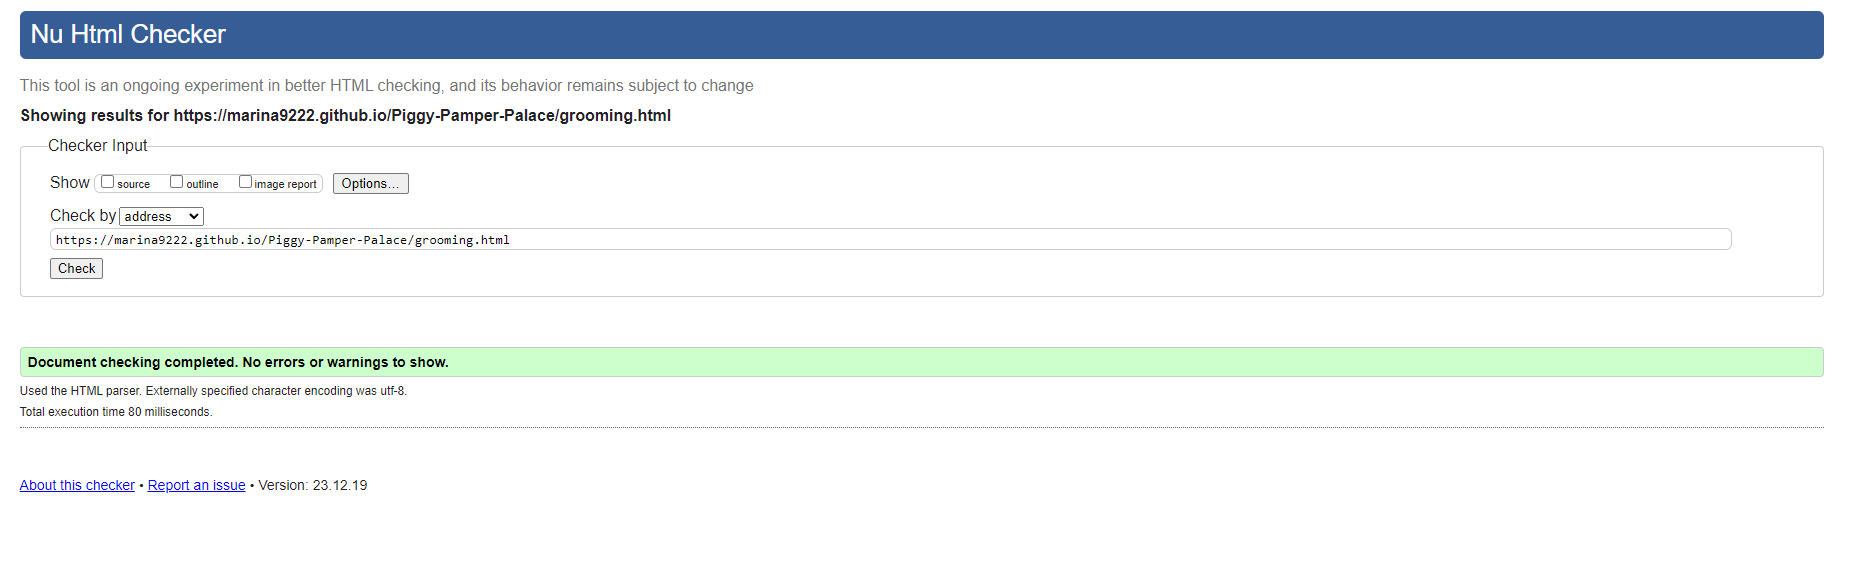 Nu Html Checker
This tool is an ongoing experiment in better HTML checking, and its behavior remains subject to change
Showing results for https://marina9222.github.io/Piggy-Pamper-Palace/grooming.html
Checker Input
Show source outline image report Options...
Check by address
https://marina9222.github.io/Piggy-Pamper-Palace/grooming.html
Check
Document checking completed. No errors or warnings to show.
Used the HTML parser. Externally specified character encoding was utf-8.
Total execution time 80 milliseconds.
About this checker • Report an issue • Version: 23.12.19